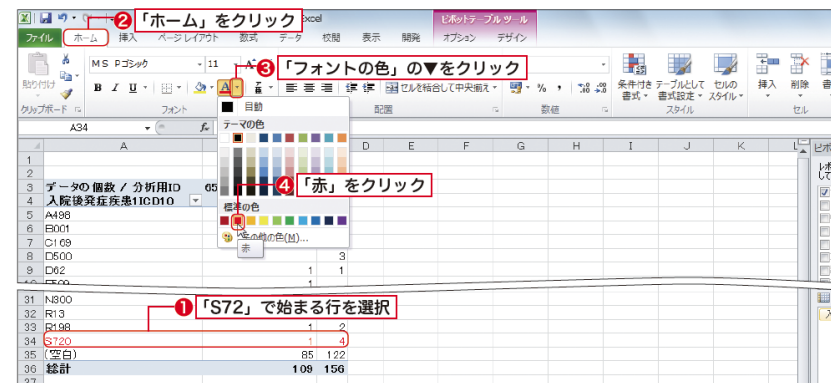 ❷「ホーム」をクリック
Excel
ピボットテーブル ツール
ファイル ホーム 挿入 ページ レイアウト 数式 データ 校閲 表示 開発 オプション デザイン
MS Pゴシック 11
❸「フォントの色」の▼をクリック
貼り付け
B I U A
セルを結合して中央揃え
% ,
条件付き書式 テーブルとして書式設定 セルのスタイル
挿入 削除 書
クリップボード フォント 配置 数値 スタイル セル
自動
A34 fx
テーマの色
A D E F G H I J K L
ピボ
1
2
3 データの個数 / 分析用ID 65
4 入院後発症疾患1ICD10
❹「赤」をクリック
標準の色
5 A498
6 B001
その他の色(M)...
赤
7 C169
8 D500 3
9 D62 1 1
31 N300
❶「S72」で始まる行を選択
32 R13
33 R198 1 2
34 S720 1 4
35 (空白) 85 122
36 総計 109 156
37